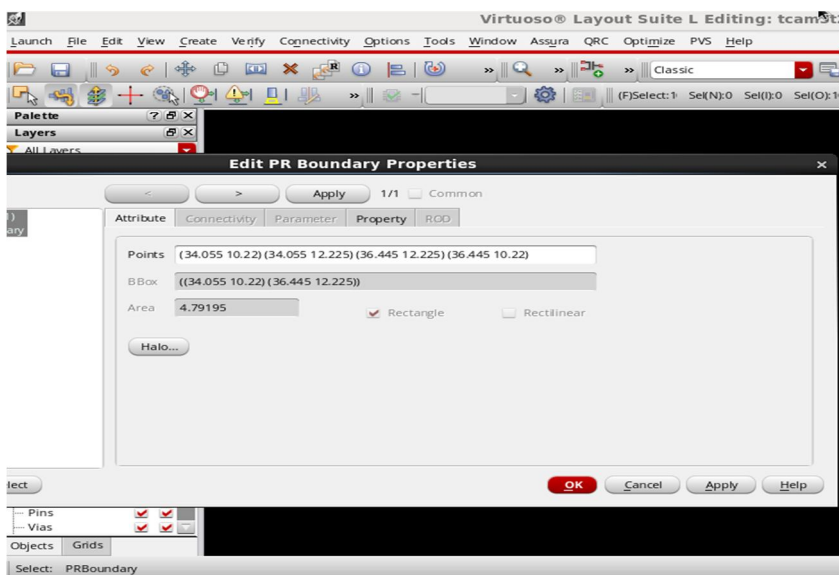 Virtuoso® Layout Suite L Editing: tcam
Launch File Edit View Create Verify Connectivity Options Tools Window Assura QRC Optimize PVS Help
R » » » Classic
» (F)Select:1 Sel(N):0 Sel(I):0 Sel(O):1
Palette ?
Layers
All Layers
Edit PR Boundary Properties ×
< > Apply 1/1 Common
1)
ary
Attribute Connectivity Parameter Property ROD
Points (34.055 10.22) (34.055 12.225) (36.445 12.225) (36.445 10.22)
BBox ((34.055 10.22) (36.445 12.225))
Area 4.79195 Rectangle Rectilinear
Halo...
lect OK Cancel Apply Help
Pins
Vias
Objects Grids
Select: PRBoundary